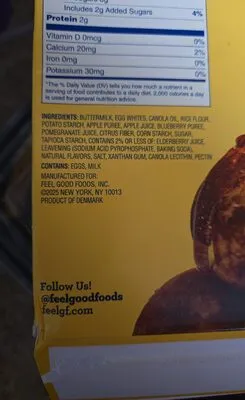 Includes 2g Added Sugars 4%
Protein 2g
Vitamin D 0mcg 0%
Calcium 20mg 2%
Iron 0mg 0%
Potassium 30mg 0%
*The % Daily Value (DV) tells you how much a nutrient in a
serving of food contributes to a daily diet. 2,000 calories a
day is used for general nutrition advice.
INGREDIENTS: BUTTERMILK, EGG WHITES, CANOLA OIL, RICE FLOUR,
POTATO STARCH, APPLE PUREE, APPLE JUICE, BLUEBERRY PUREE,
POMEGRANATE JUICE, CITRUS FIBER, CORN STARCH, SUGAR,
TAPIOCA STARCH, CONTAINS 2% OR LESS OF: ELDERBERRY JUICE,
LEAVENING (SODIUM ACID PYROPHOSPHATE, BAKING SODA),
NATURAL FLAVORS, SALT, XANTHAN GUM, CANOLA LECITHIN, PECTIN
CONTAINS: EGGS, MILK
MANUFACTURED FOR:
FEEL GOOD FOODS, INC.
©2025 NEW YORK, NY 10013
PRODUCT OF DENMARK
Follow Us!
@feelgoodfoods
feelgf.com